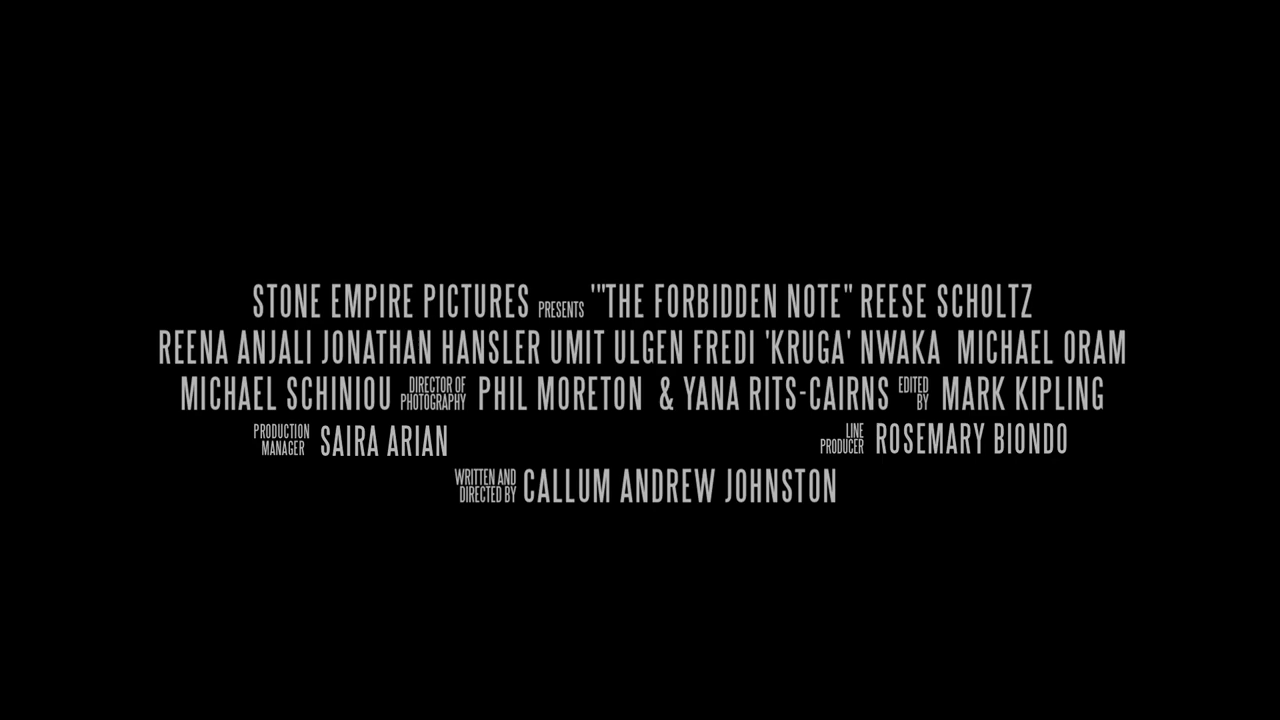 STONE EMPIRE PICTURES PRESENTS '"THE FORBIDDEN NOTE" REESE SCHOLTZ
REENA ANJALI JONATHAN HANSLER UMIT ULGEN FREDI 'KRUGA' NWAKA MICHAEL ORAM
MICHAEL SCHINIOU DIRECTOR OF PHOTOGRAPHY PHIL MORETON & YANA RITS-CAIRNS EDITED BY MARK KIPLING
PRODUCTION MANAGER SAIRA ARIAN LINE PRODUCER ROSEMARY BIONDO
WRITTEN AND DIRECTED BY CALLUM ANDREW JOHNSTON